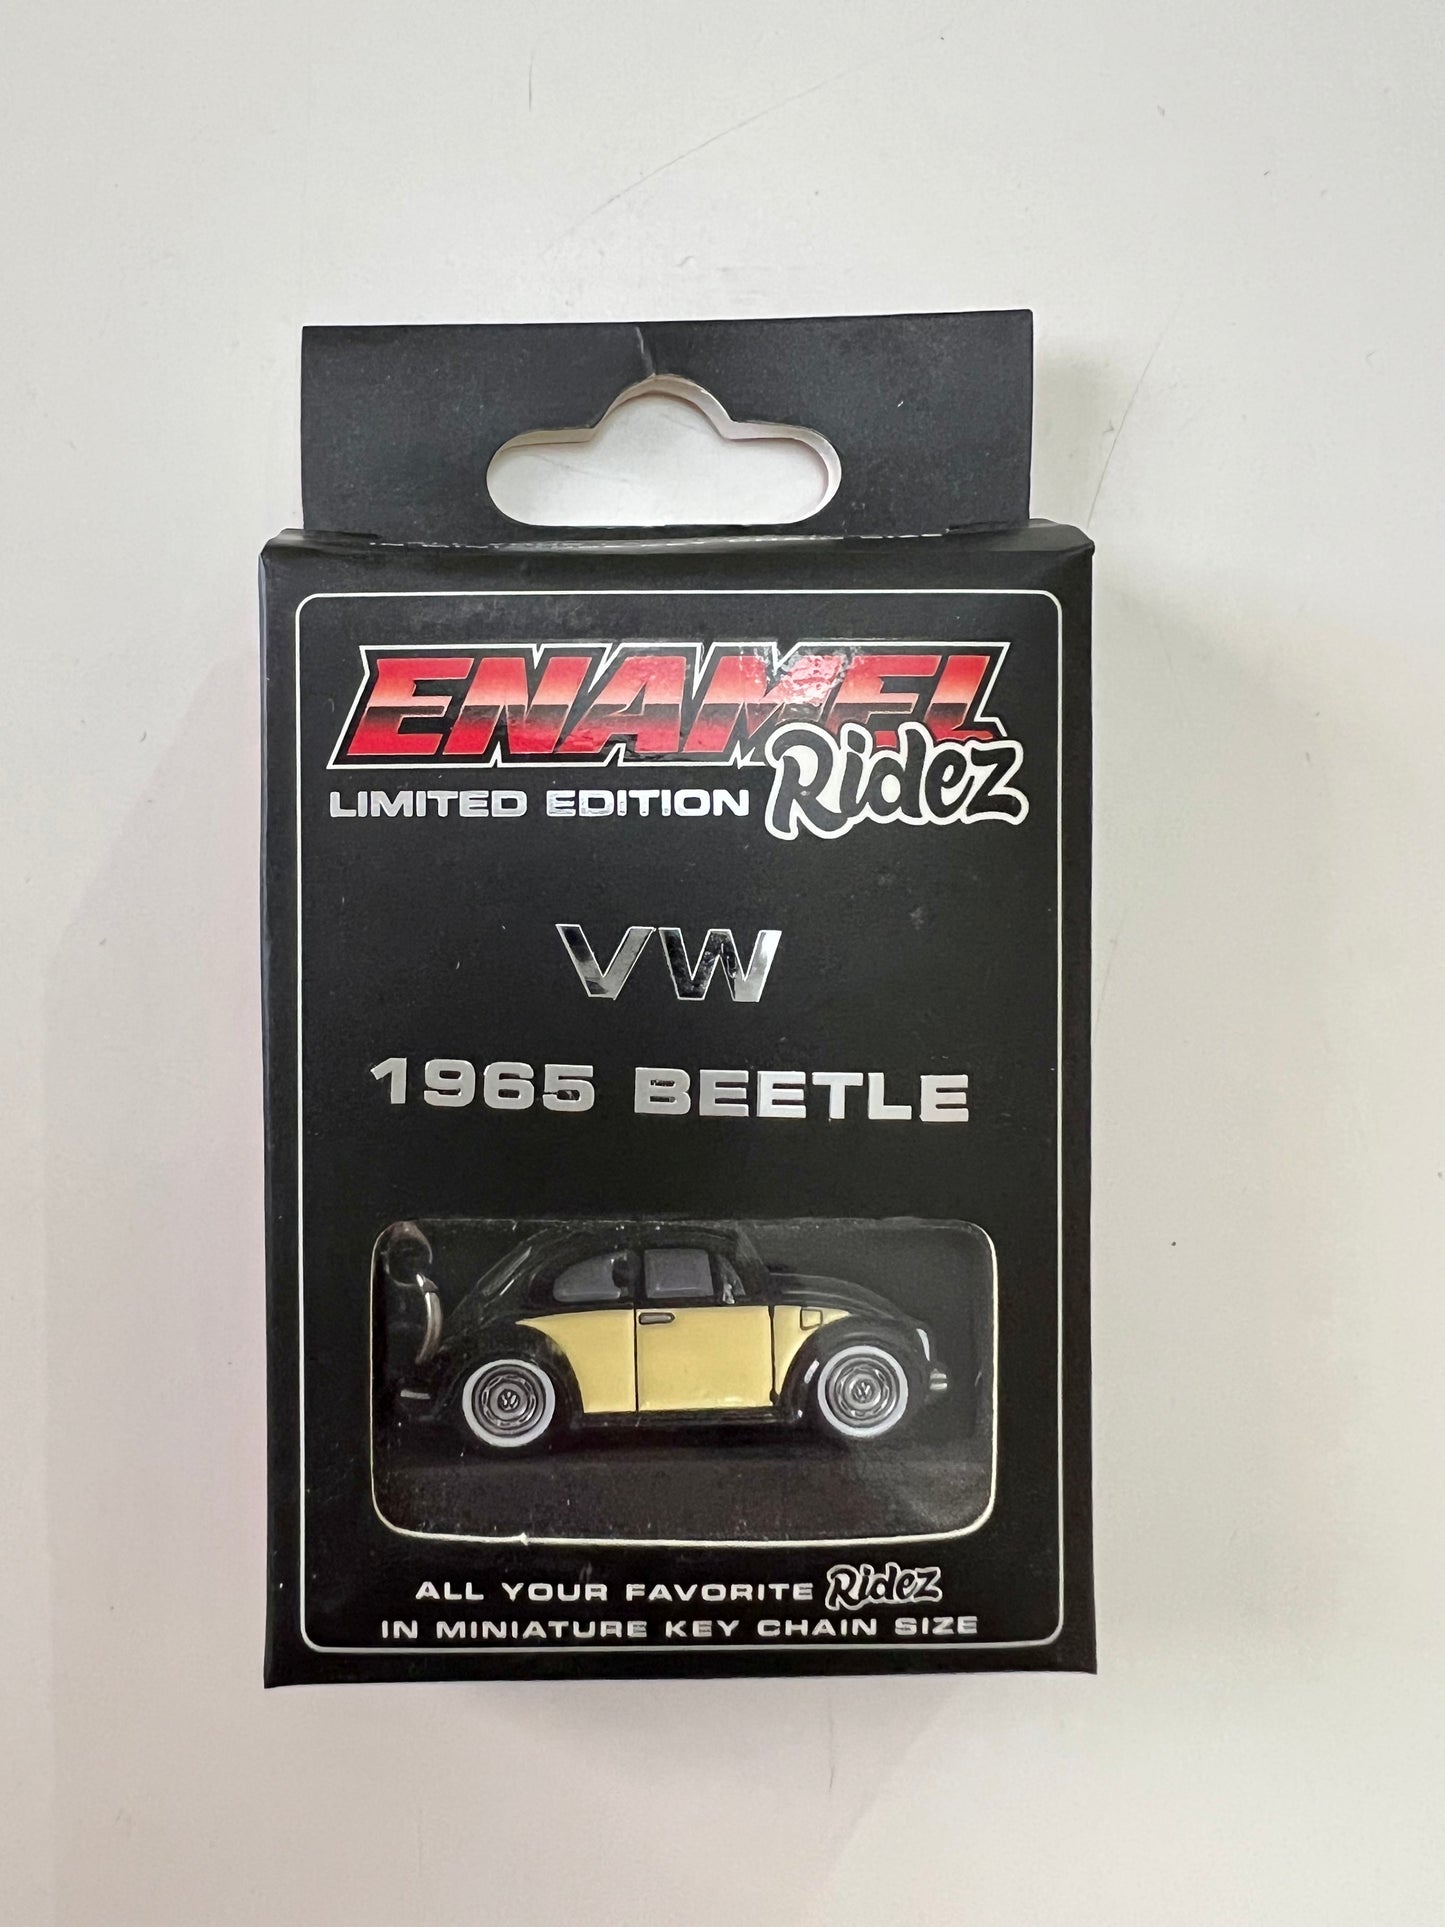 ENAMEL
LIMITED EDITION Ridez
VW
1965 BEETLE
ALL YOUR FAVORITE Ridez
IN MINIATURE KEY CHAIN SIZE